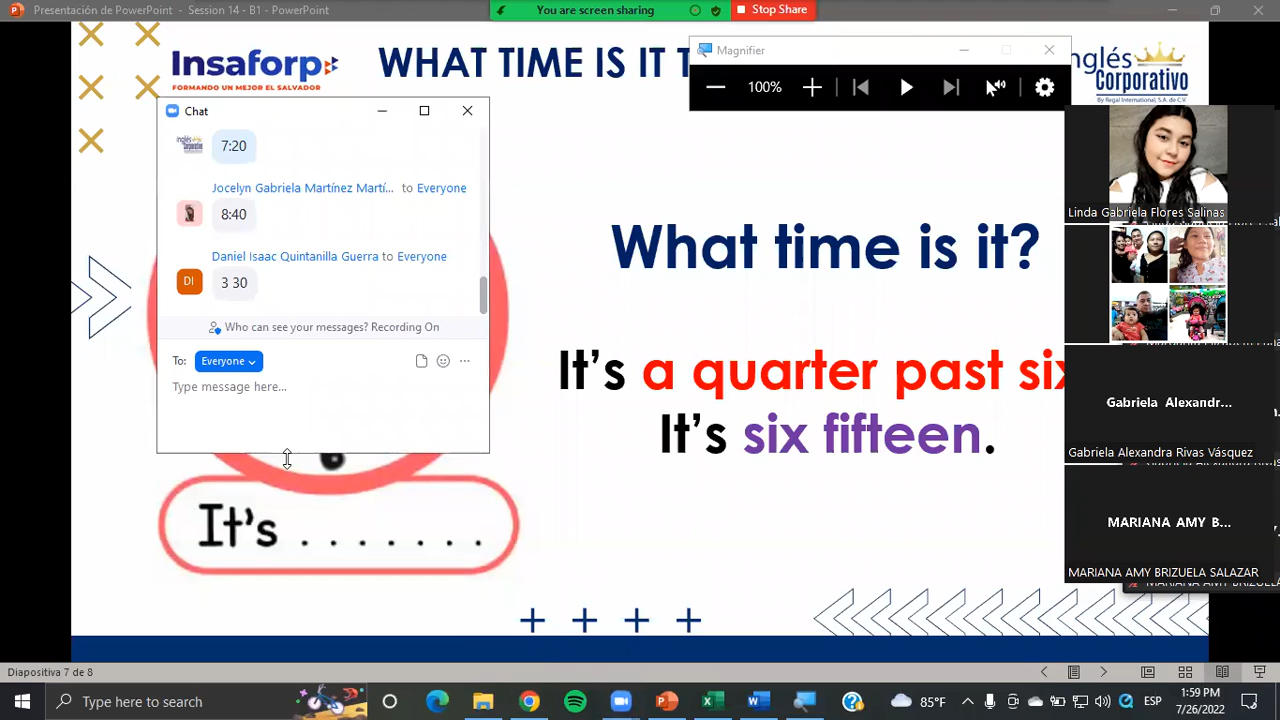 Presentación de PowerPoint - Session 14 - B1 - PowerPoint
You are screen sharing
Stop Share
Insaforp
FORMANDO UN MEJOR EL SALVADOR
WHAT TIME IS IT T
Magnifier
100%
Inglés
Corporativo
By Regal International, S.A. de C.V.
Chat
7:20
Jocelyn Gabriela Martínez Martí... to Everyone
8:40
Daniel Isaac Quintanilla Guerra to Everyone
DI
3 30
Who can see your messages? Recording On
To: Everyone
Type message here...
What time is it?
It's a quarter past six
It's six fifteen.
It's . . . . . . .
Linda Gabriela Flores Salinas
Gabriela Alexandr...
Gabriela Alexandra Rivas Vásquez
MARIANA AMY B...
MARIANA AMY BRIZUELA SALAZAR
Diapositiva 7 de 8
Type here to search
85°F
ESP
1:59 PM
7/26/2022